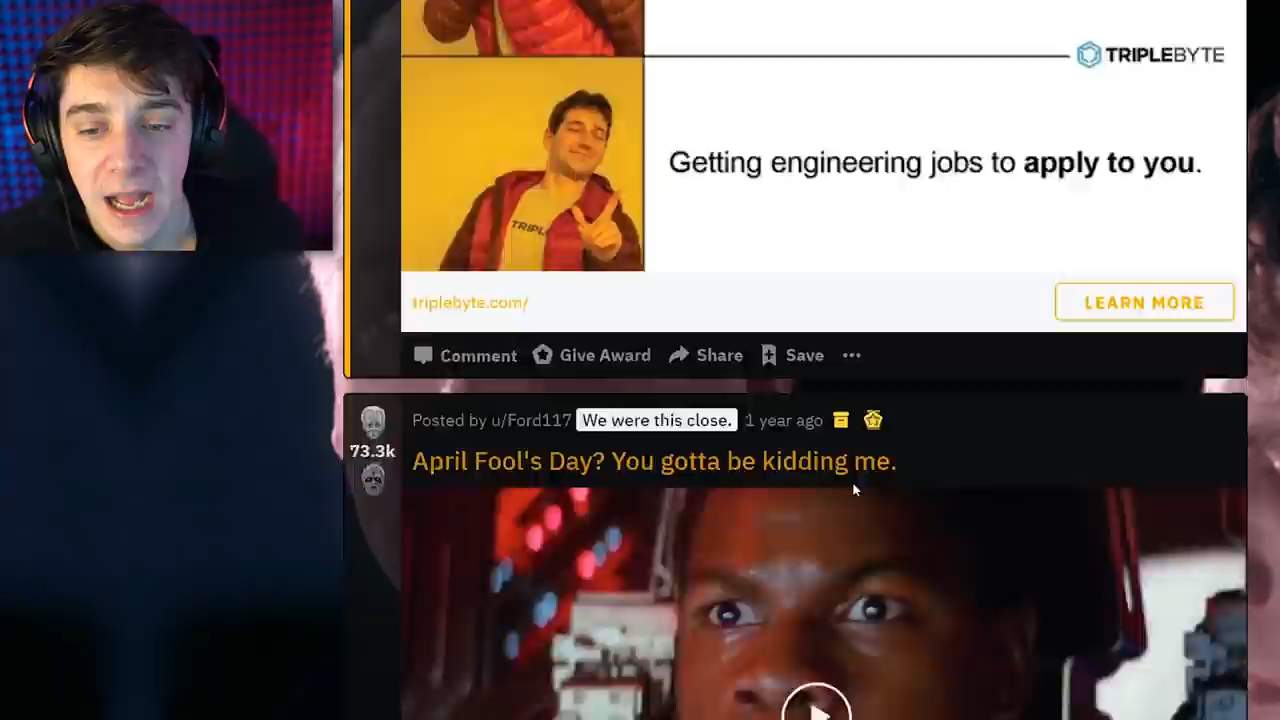 TRIPLEBYTE
Getting engineering jobs to apply to you.
TRIPL
triplebyte.com/
LEARN MORE
Comment Give Award Share Save
Posted by u/Ford117 We were this close. 1 year ago
73.3k
April Fool's Day? You gotta be kidding me.